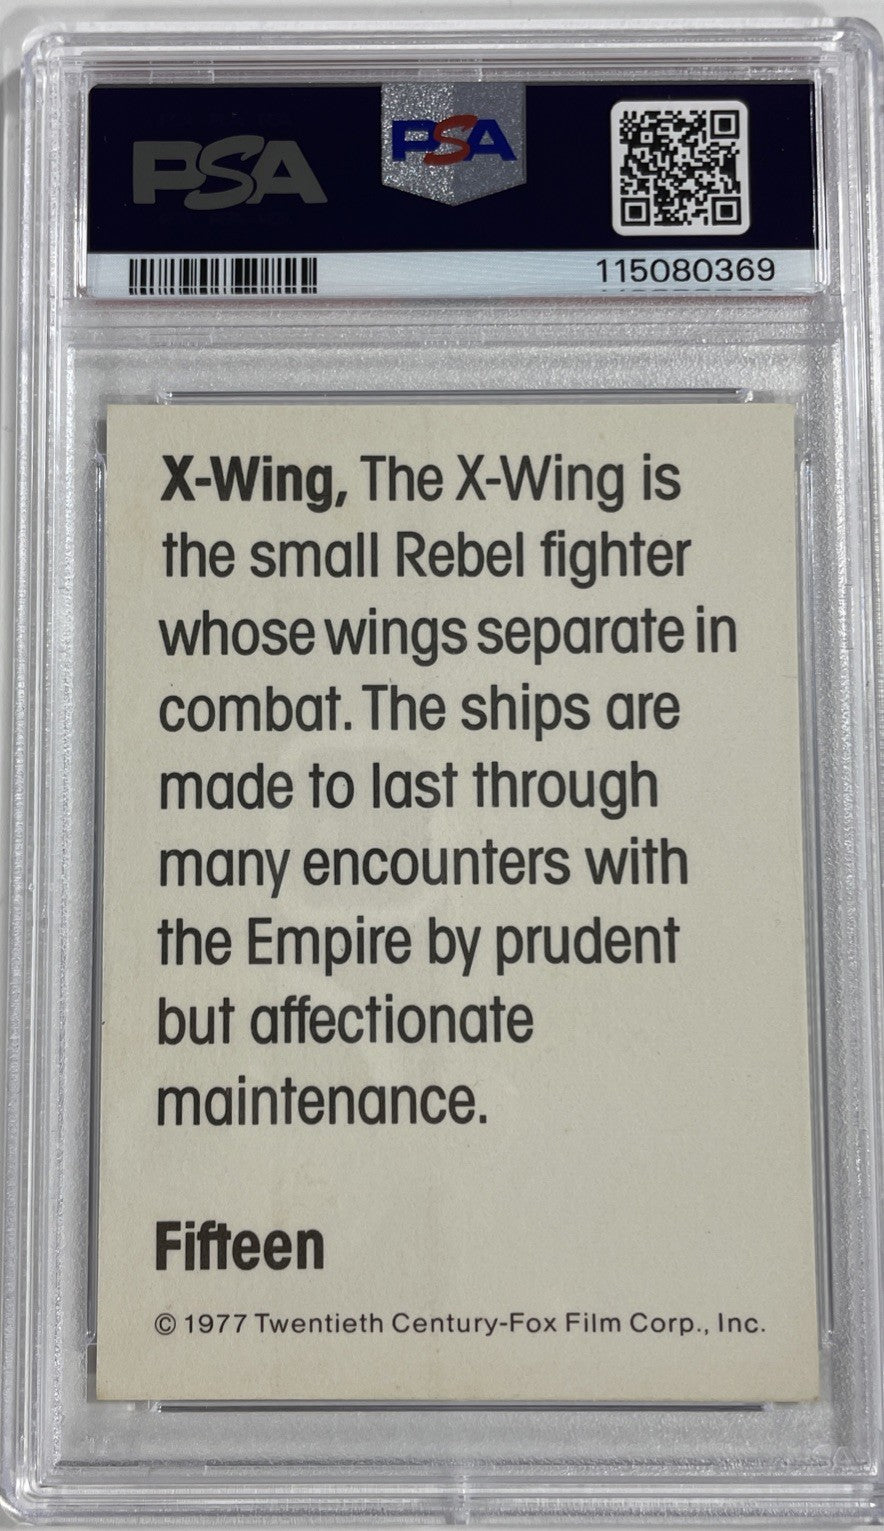 PSA
PSA
115080369
X-Wing, The X-Wing is
the small Rebel fighter
whose wings separate in
combat. The ships are
made to last through
many encounters with
the Empire by prudent
but affectionate
maintenance.
Fifteen
© 1977 Twentieth Century-Fox Film Corp., Inc.